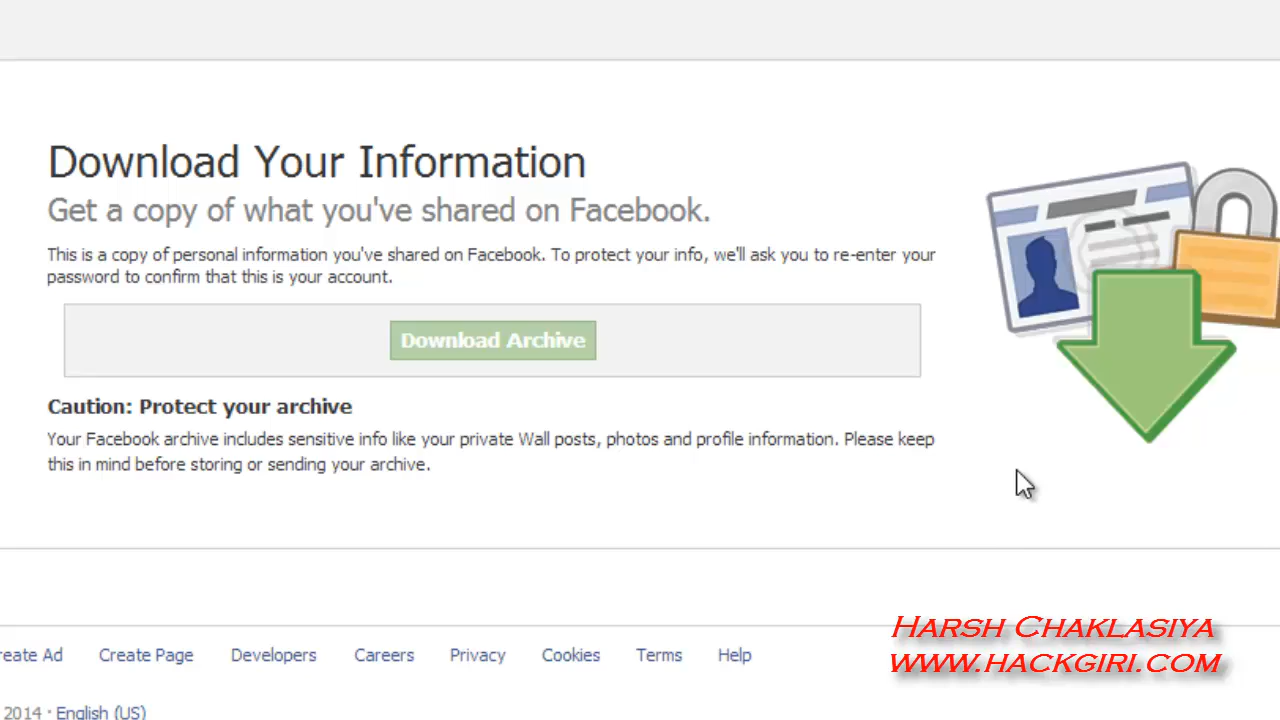 Download Your Information
Get a copy of what you've shared on Facebook.
This is a copy of personal information you've shared on Facebook. To protect your info, we'll ask you to re-enter your
password to confirm that this is your account.
Download Archive
Caution: Protect your archive
Your Facebook archive includes sensitive info like your private Wall posts, photos and profile information. Please keep
this in mind before storing or sending your archive.
reate Ad Create Page Developers Careers Privacy Cookies Terms Help
2014 · English (US)
Harsh Chaklasiya
www.hackgiri.com